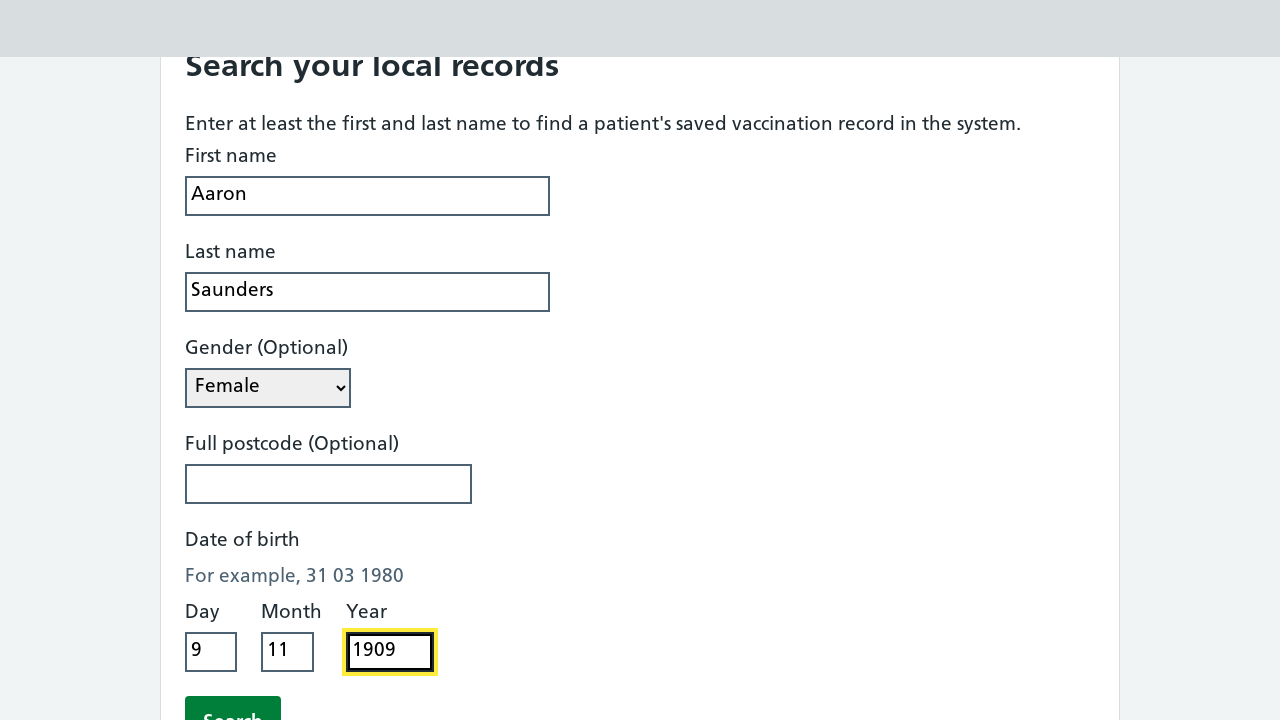 Search your local records
Enter at least the first and last name to find a patient's saved vaccination record in the system.
First name
Aaron
Last name
Saunders
Gender (Optional)
Female
Full postcode (Optional)
Date of birth
For example, 31 03 1980
Day Month Year
9 11 1909
Search